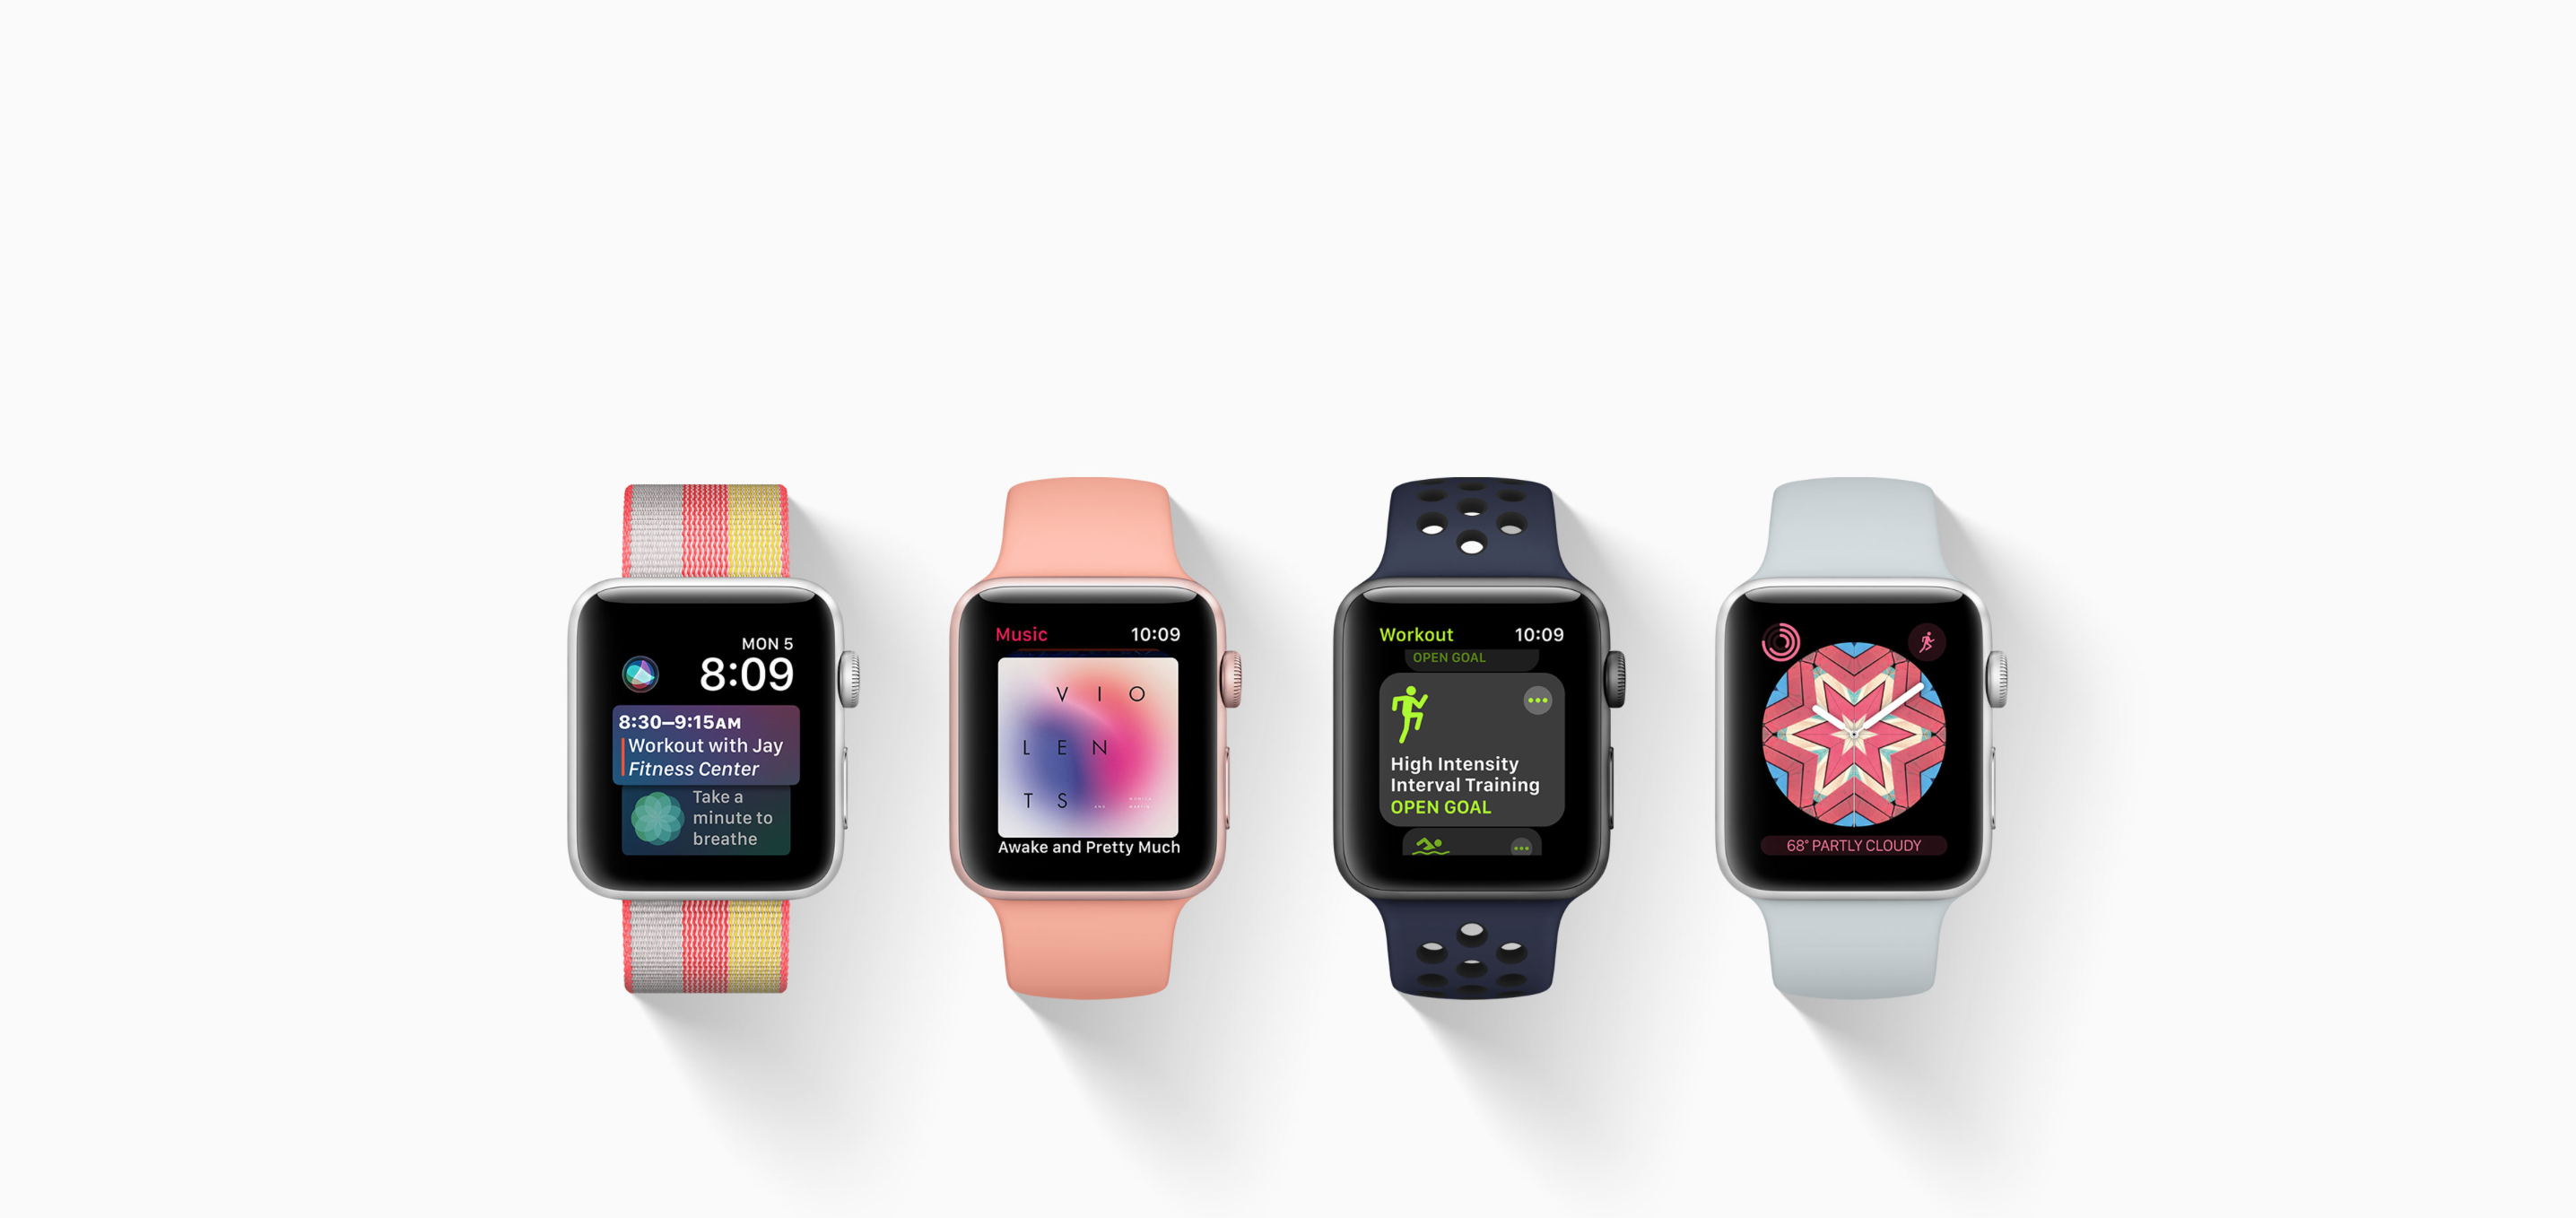 MON 5
8:09
8:30–9:15AM
Workout with Jay
Fitness Center
Take a
minute to
breathe
Music
10:09
V I O
L E N
T S
AND
Awake and Pretty Much
Workout
10:09
OPEN GOAL
High Intensity
Interval Training
OPEN GOAL
68° PARTLY CLOUDY